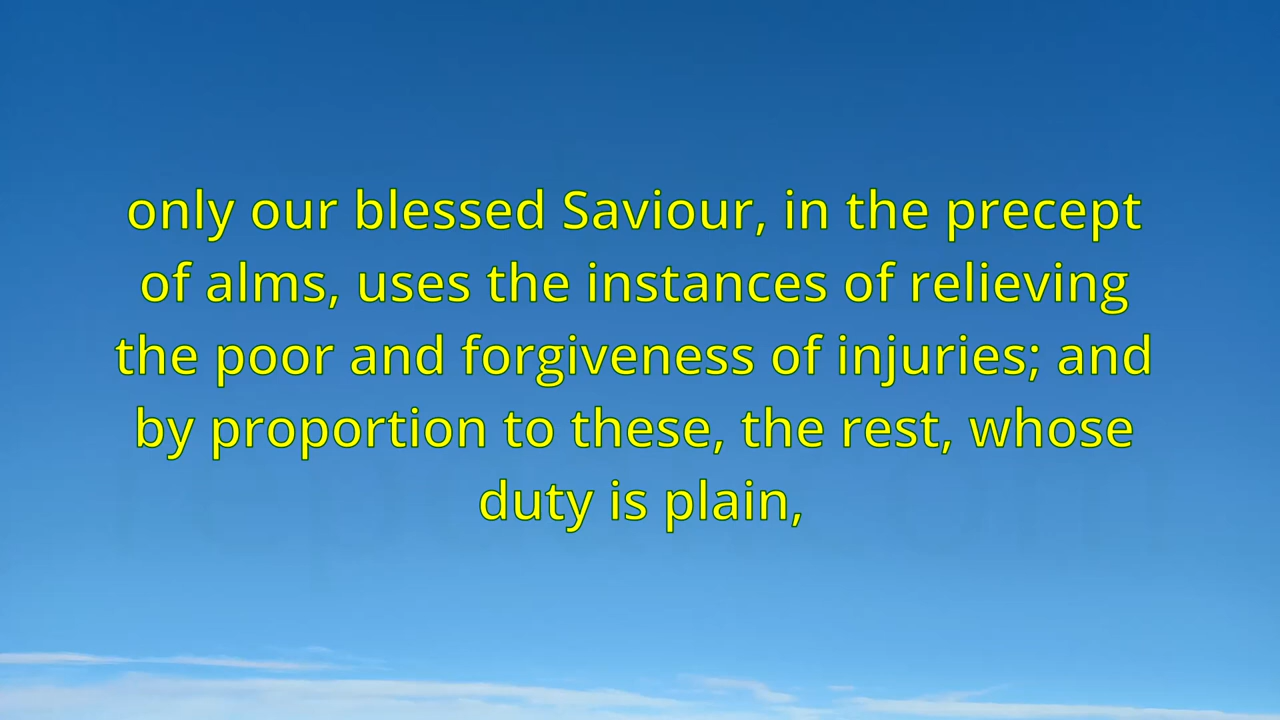 only our blessed Saviour, in the precept
of alms, uses the instances of relieving
the poor and forgiveness of injuries; and
by proportion to these, the rest, whose
duty is plain,